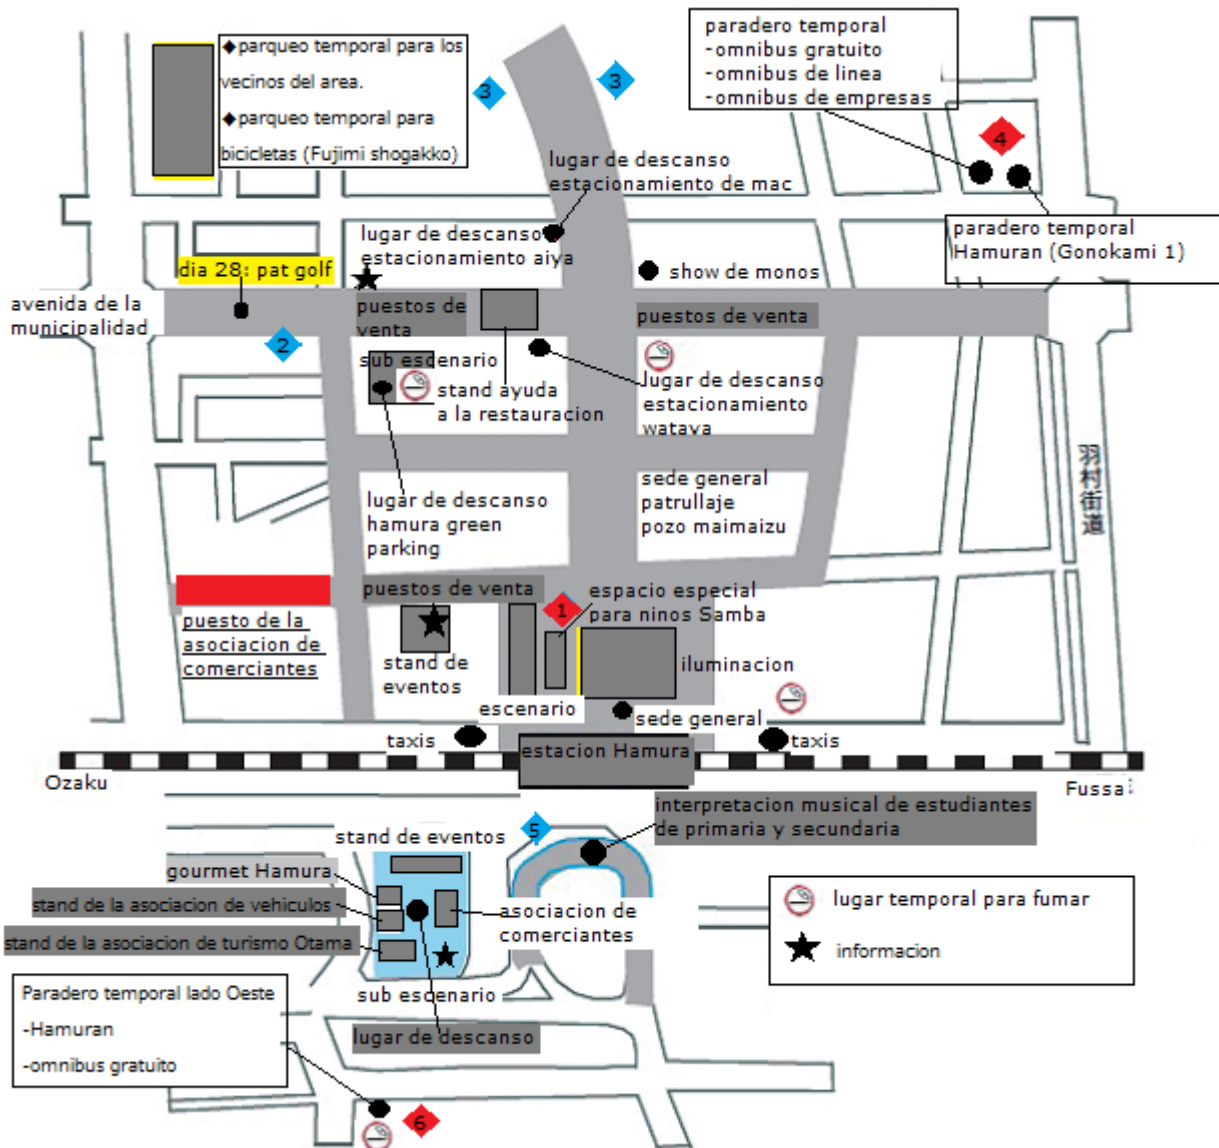 ◆parqueo temporal para los
vecinos del area.
◆parqueo temporal para
bicicletas (Fujimi shogakko)
3
3
paradero temporal
-omnibus gratuito
-omnibus de linea
-omnibus de empresas
4
paradero temporal
Hamuran (Gonokami 1)
lugar de descanso
estacionamiento de mac
lugar de descanso
estacionamiento aiya
dia 28: pat golf
show de monos
avenida de la
municipalidad
puestos de
venta
puestos de venta
2
sub escenario
stand ayuda
a la restauracion
lugar de descanso
estacionamiento
wataya
羽村街道
lugar de descanso
hamura green
parking
sede general
patrullaje
pozo maimaizu
puestos de venta
1
espacio especial
para ninos Samba
puesto de la
asociacion de
comerciantes
stand de
eventos
iluminacion
escenario
sede general
taxis
taxis
estacion Hamura
Ozaku
Fussa
interpretacion musical de estudiantes
de primaria y secundaria
stand de eventos
5
gourmet Hamura
stand de la asociacion de vehiculos
stand de la asociacion de turismo Otama
asociacion de
comerciantes
lugar temporal para fumar
informacion
sub escenario
lugar de descanso
Paradero temporal lado Oeste
-Hamuran
-omnibus gratuito
6